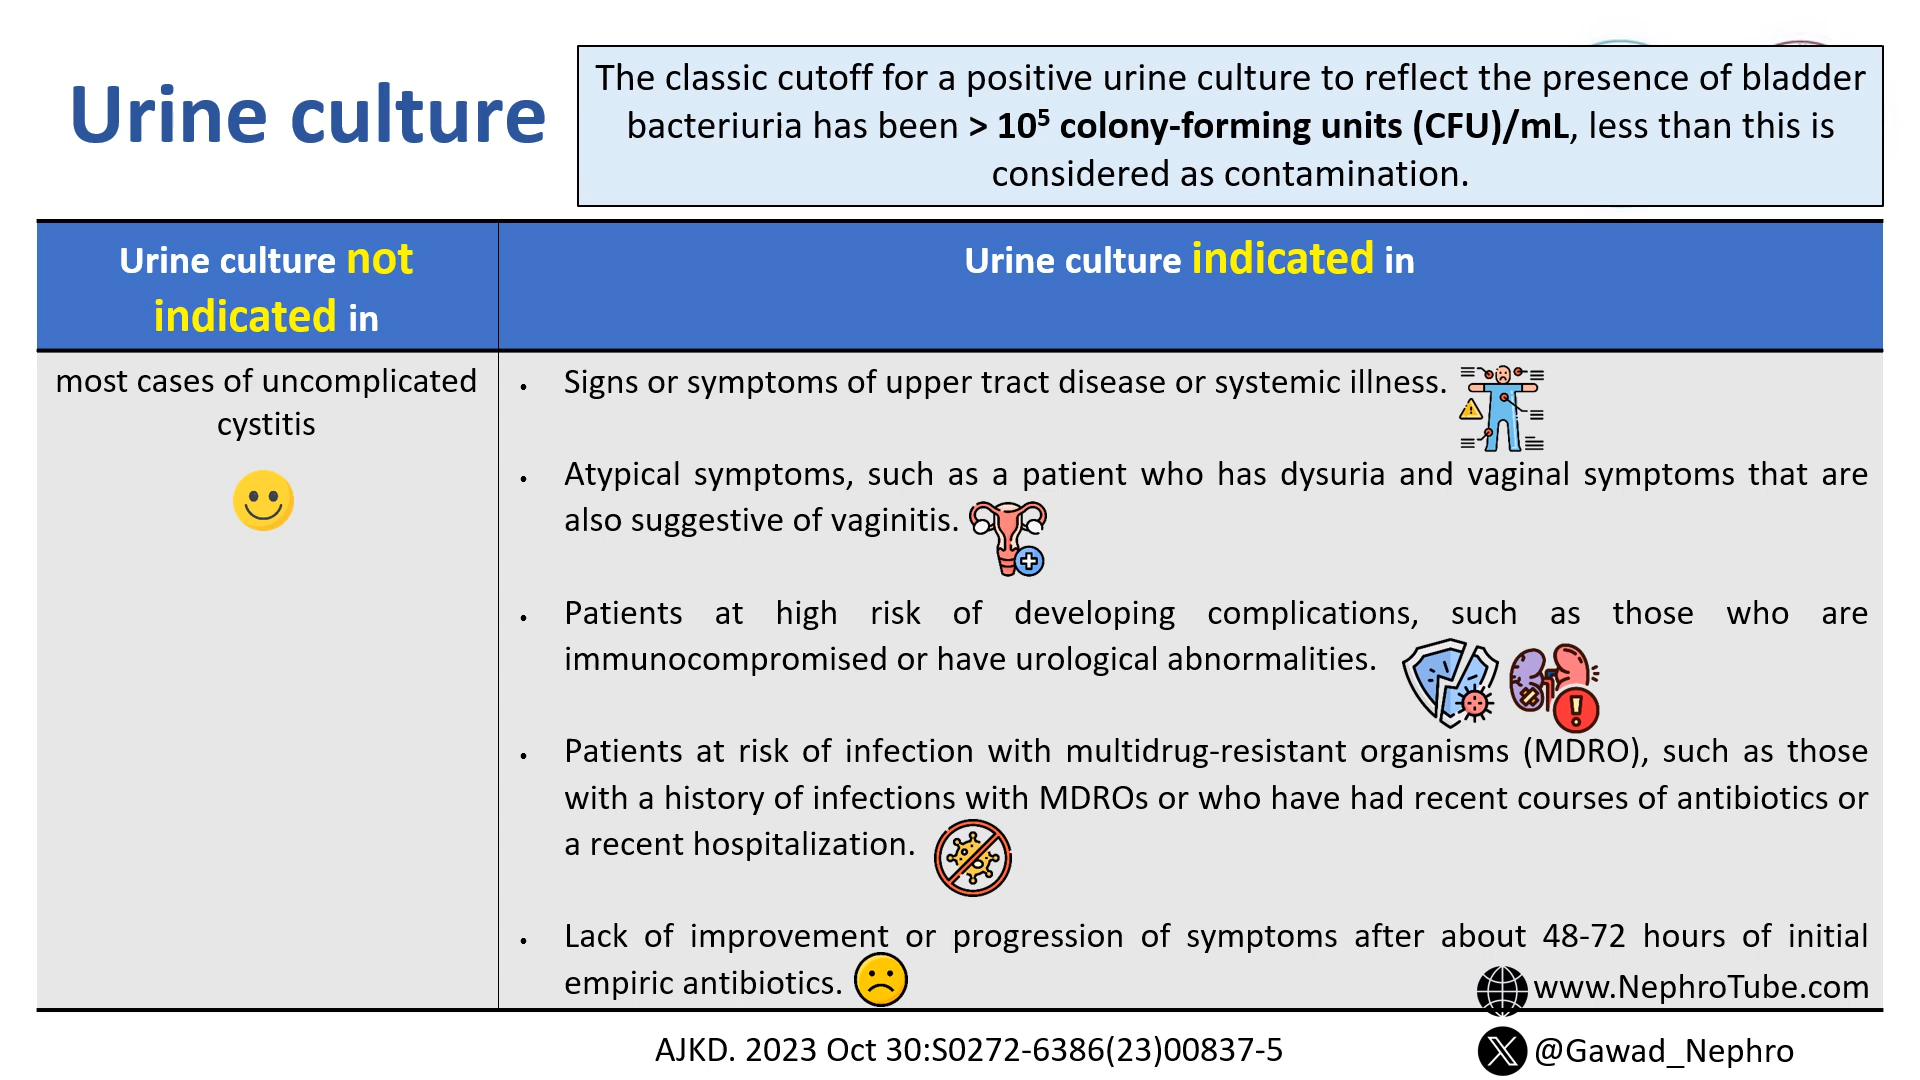 Urine culture
The classic cutoff for a positive urine culture to reflect the presence of bladder
bacteriuria has been > 10⁵ colony-forming units (CFU)/mL, less than this is
considered as contamination.
Urine culture not
indicated in
Urine culture indicated in
most cases of uncomplicated
cystitis
• Signs or symptoms of upper tract disease or systemic illness.
• Atypical symptoms, such as a patient who has dysuria and vaginal symptoms that are
also suggestive of vaginitis.
• Patients at high risk of developing complications, such as those who are
immunocompromised or have urological abnormalities.
• Patients at risk of infection with multidrug-resistant organisms (MDRO), such as those
with a history of infections with MDROs or who have had recent courses of antibiotics or
a recent hospitalization.
• Lack of improvement or progression of symptoms after about 48-72 hours of initial
empiric antibiotics.
www.NephroTube.com
AJKD. 2023 Oct 30:S0272-6386(23)00837-5
@Gawad_Nephro